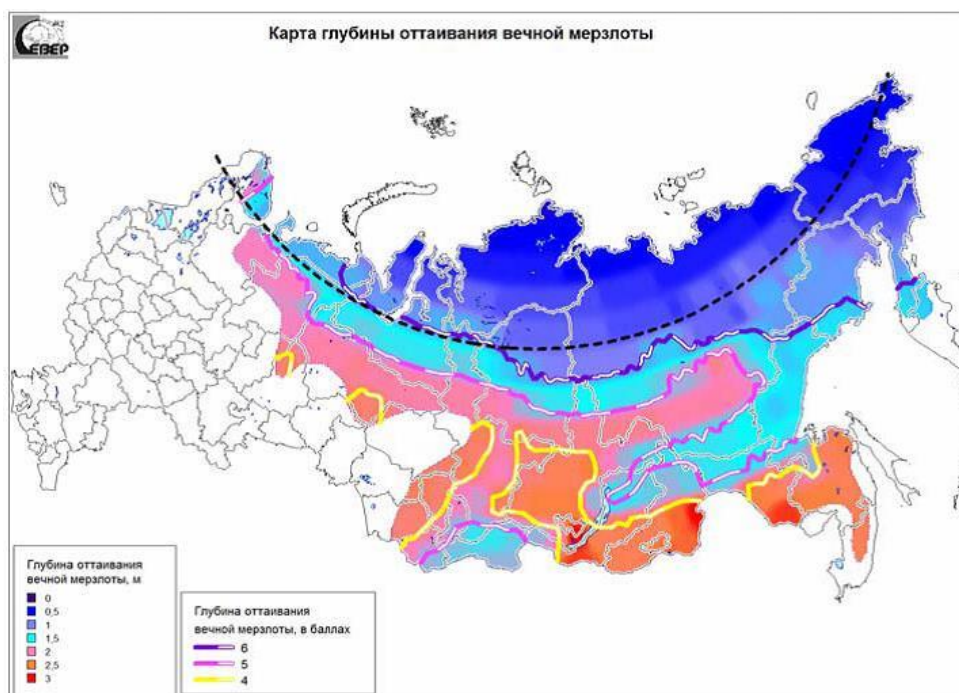 СЕВЕР
Карта глубины оттаивания вечной мерзлоты
Глубина оттаивания
вечной мерзлоты, м
0
0,5
1
1,5
2
2,5
3
Глубина оттаивания
вечной мерзлоты, в баллах
6
5
4